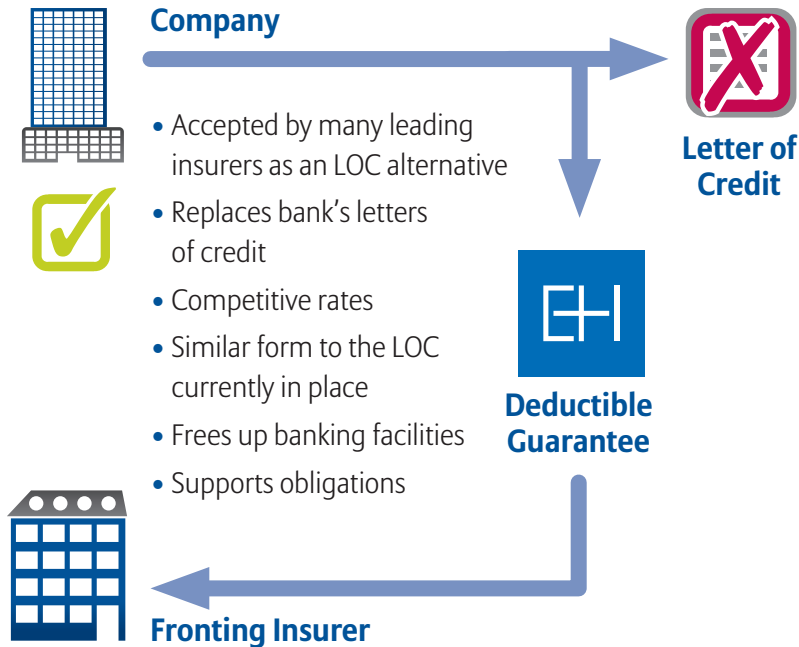 Company
• Accepted by many leading
insurers as an LOC alternative
• Replaces bank's letters
of credit
• Competitive rates
• Similar form to the LOC
currently in place
• Frees up banking facilities
• Supports obligations
Letter of
Credit
EH
Deductible
Guarantee
Fronting Insurer